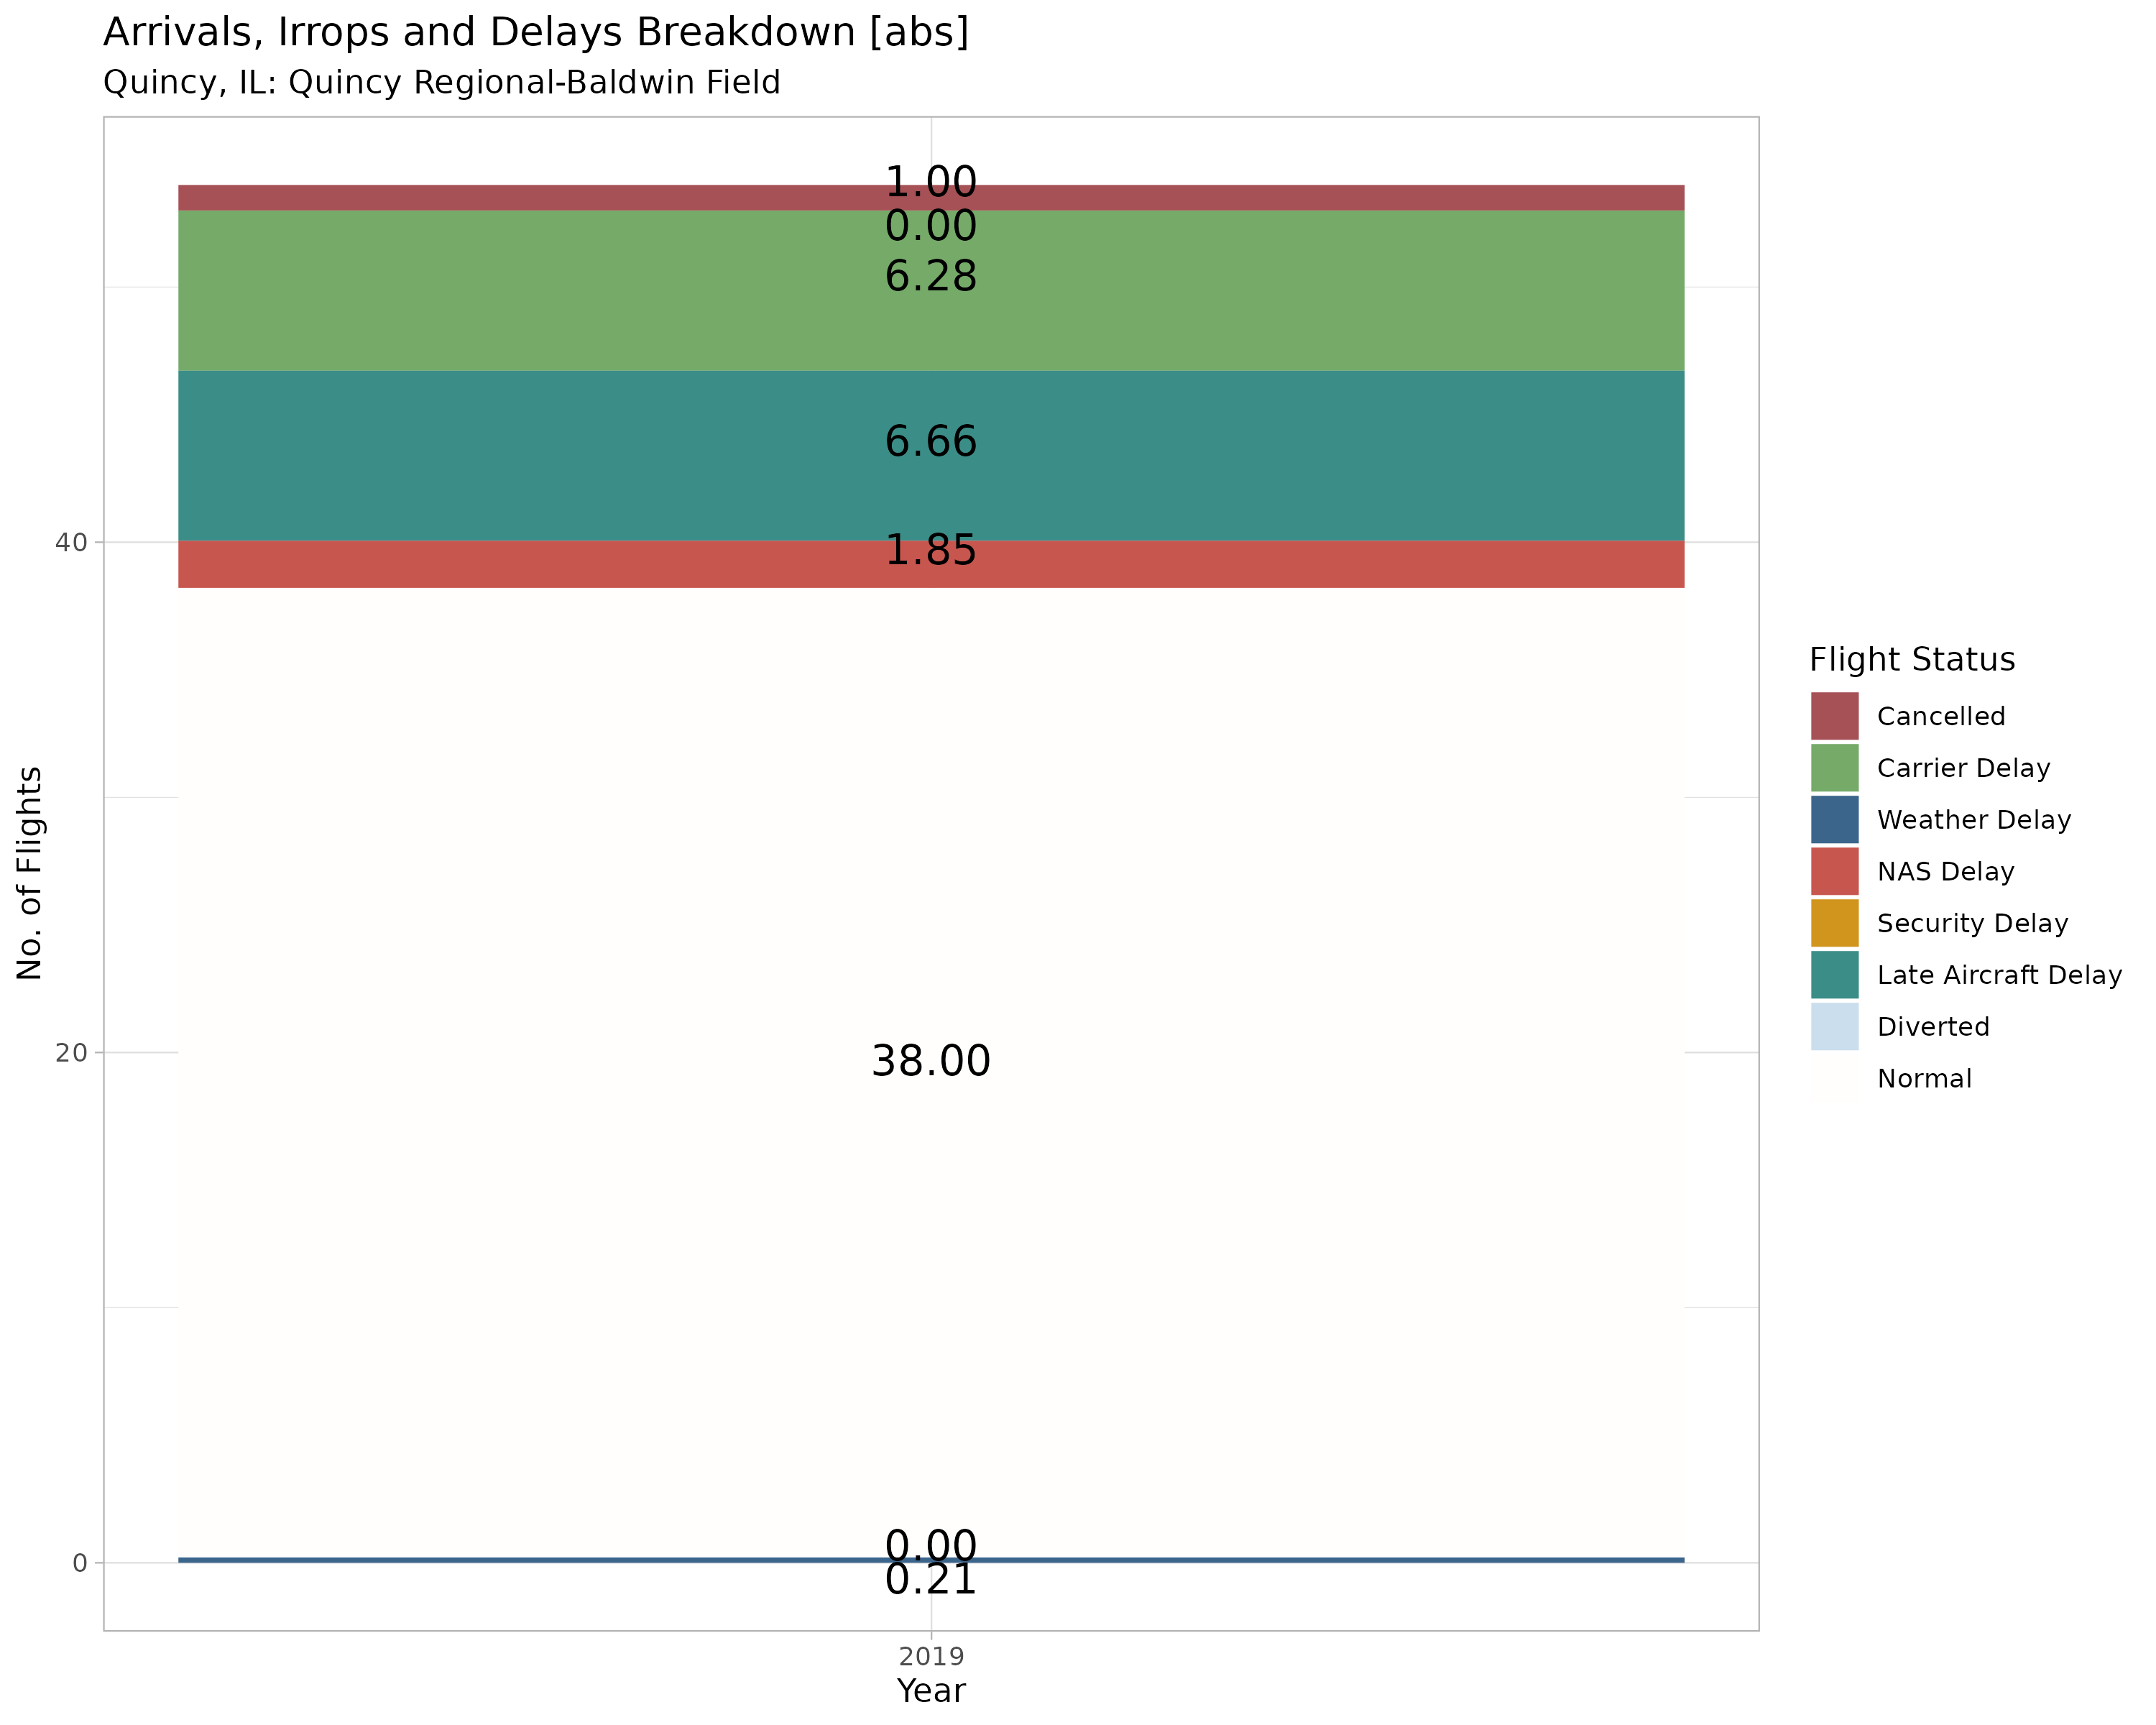 Arrivals, Irrops and Delays Breakdown [abs]
Quincy, IL: Quincy Regional-Baldwin Field
1.00
0.00
6.28
6.66
40
1.85
Flight Status
Cancelled
Carrier Delay
Weather Delay
NAS Delay
Security Delay
Late Aircraft Delay
Diverted
Normal
No. of Flights
20
38.00
0.00
0
0.21
2019
Year